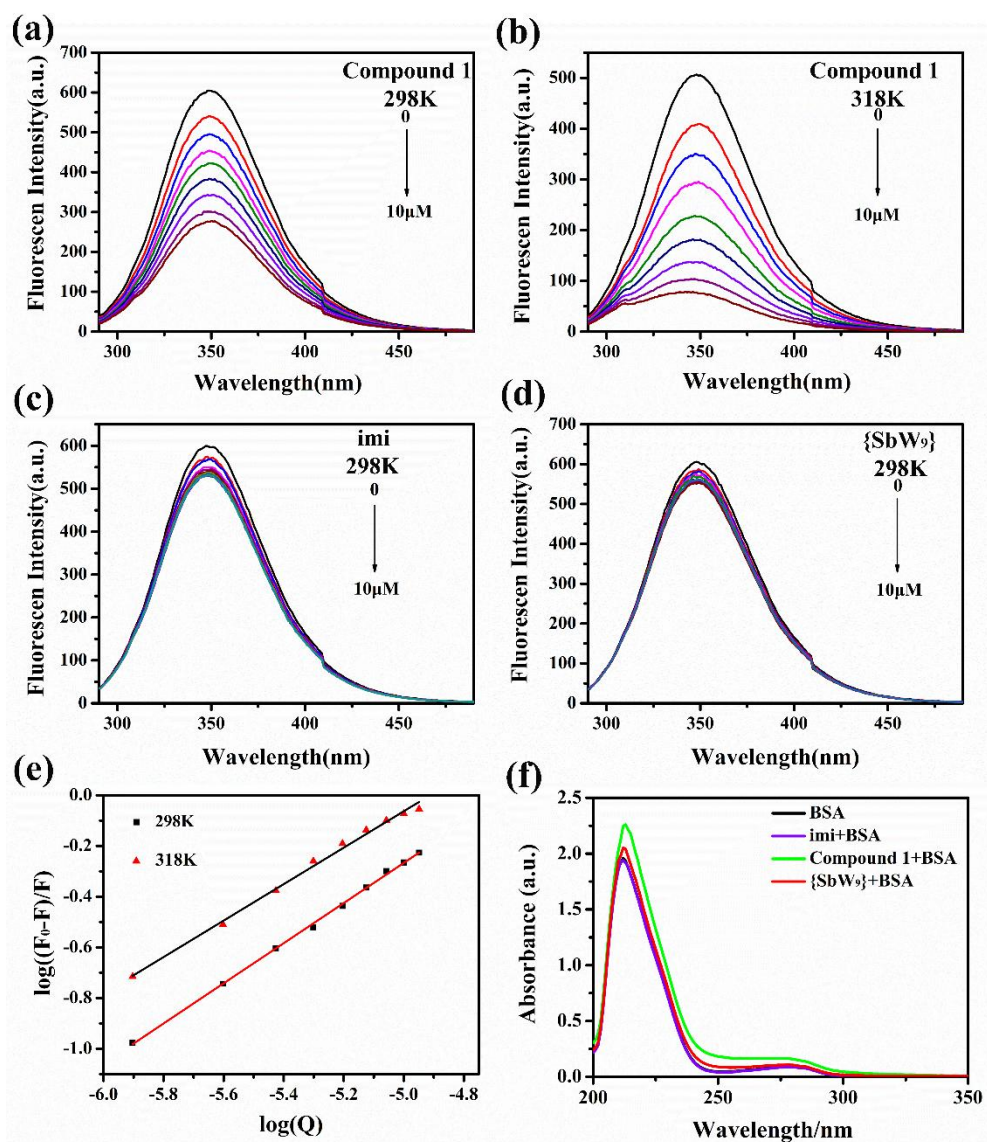 (a)
700
600
500
400
300
200
100
0
Fluorescen Intensity(a.u.)
Compound 1
298K
0
10μM
300 350 400 450
Wavelength(nm)
(b)
500
400
300
200
100
0
Fluorescen Intensity(a.u.)
Compound 1
318K
0
10μM
300 350 400 450
Wavelength(nm)
(c)
600
500
400
300
200
100
0
Fluorescen Intensity(a.u.)
imi
298K
0
10μM
300 350 400 450
Wavelength(nm)
(d)
700
600
500
400
300
200
100
0
Fluorescen Intensity(a.u.)
{SbW₉}
298K
0
10μM
300 350 400 450
Wavelength(nm)
(e)
0.0
-0.2
-0.4
-0.6
-0.8
-1.0
log((F₀-F)/F)
298K
318K
-6.0 -5.8 -5.6 -5.4 -5.2 -5.0 -4.8
log(Q)
(f)
2.5
2.0
1.5
1.0
0.5
0.0
Absorbance (a.u.)
BSA
imi+BSA
Compound 1+BSA
{SbW₉}+BSA
200 250 300 350
Wavelength/nm